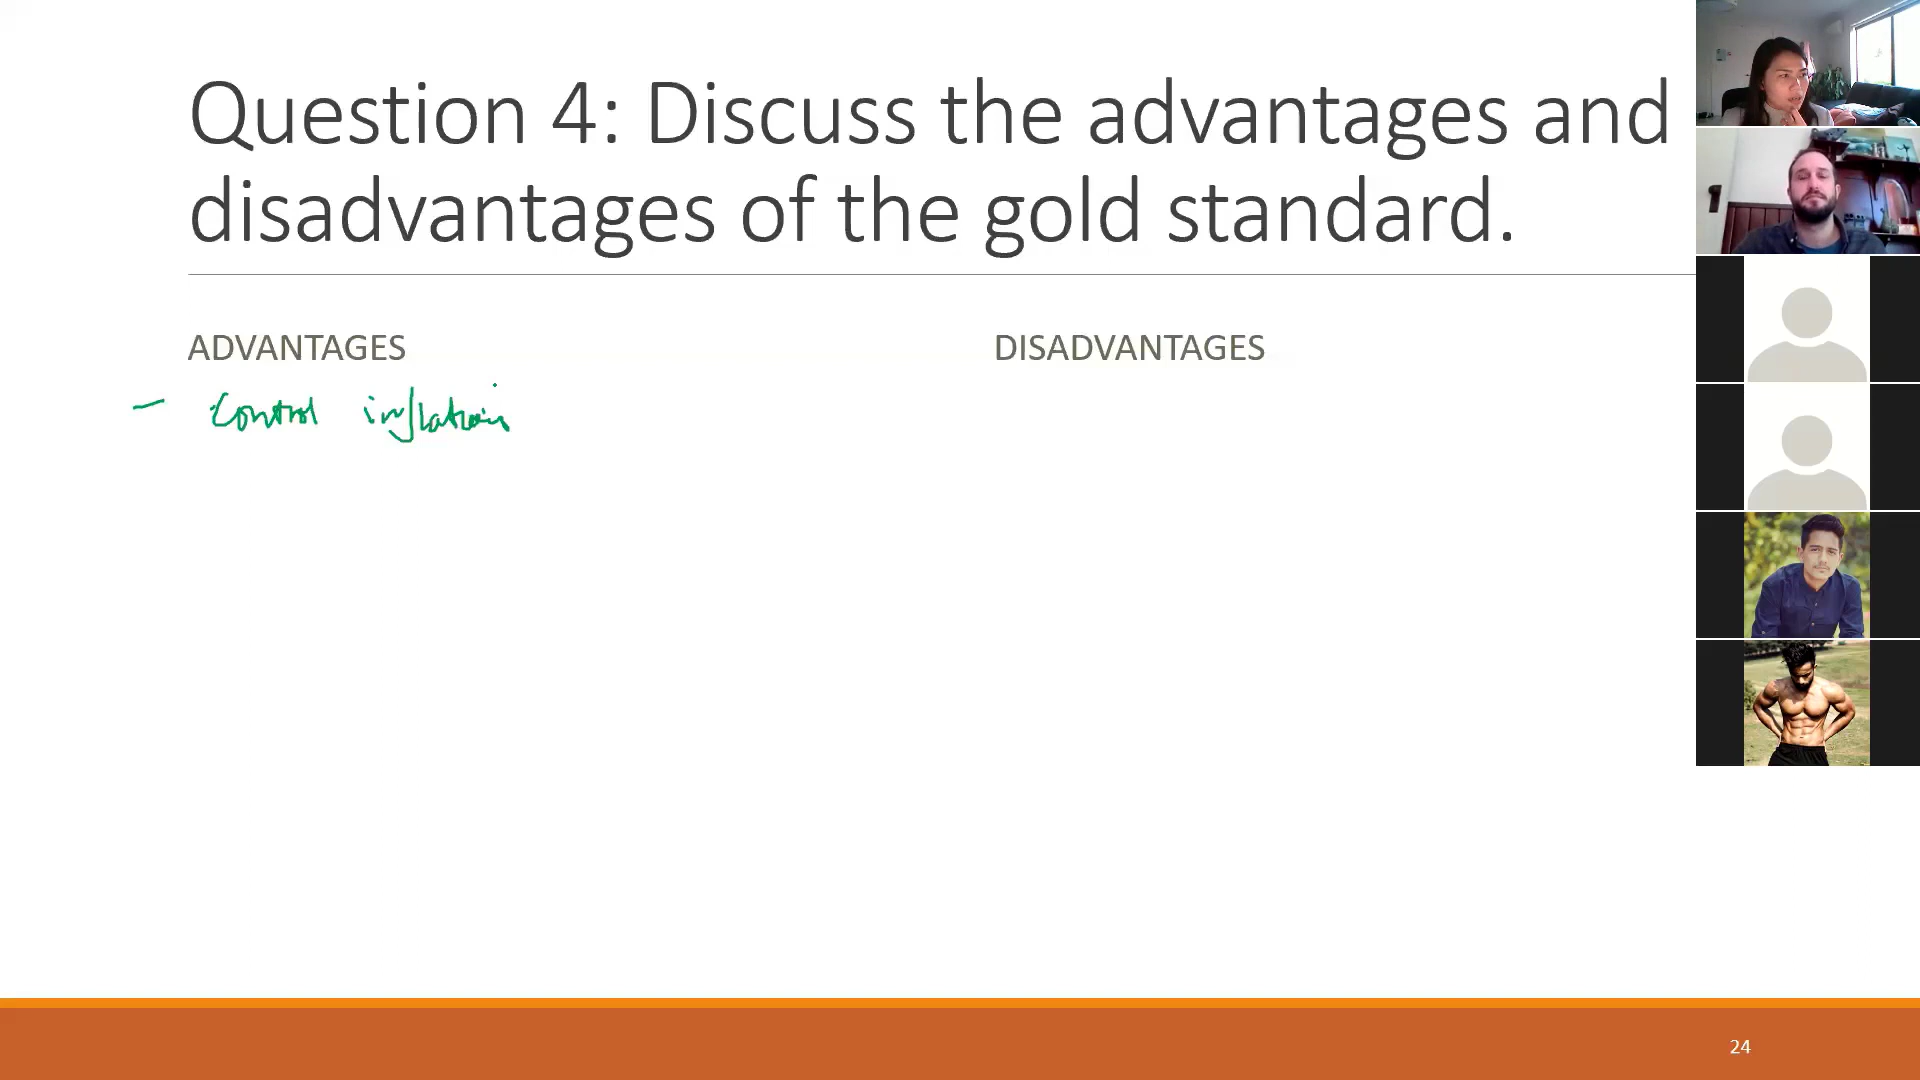 Question 4: Discuss the advantages and
disadvantages of the gold standard.
ADVANTAGES
DISADVANTAGES
- Control inflation
24